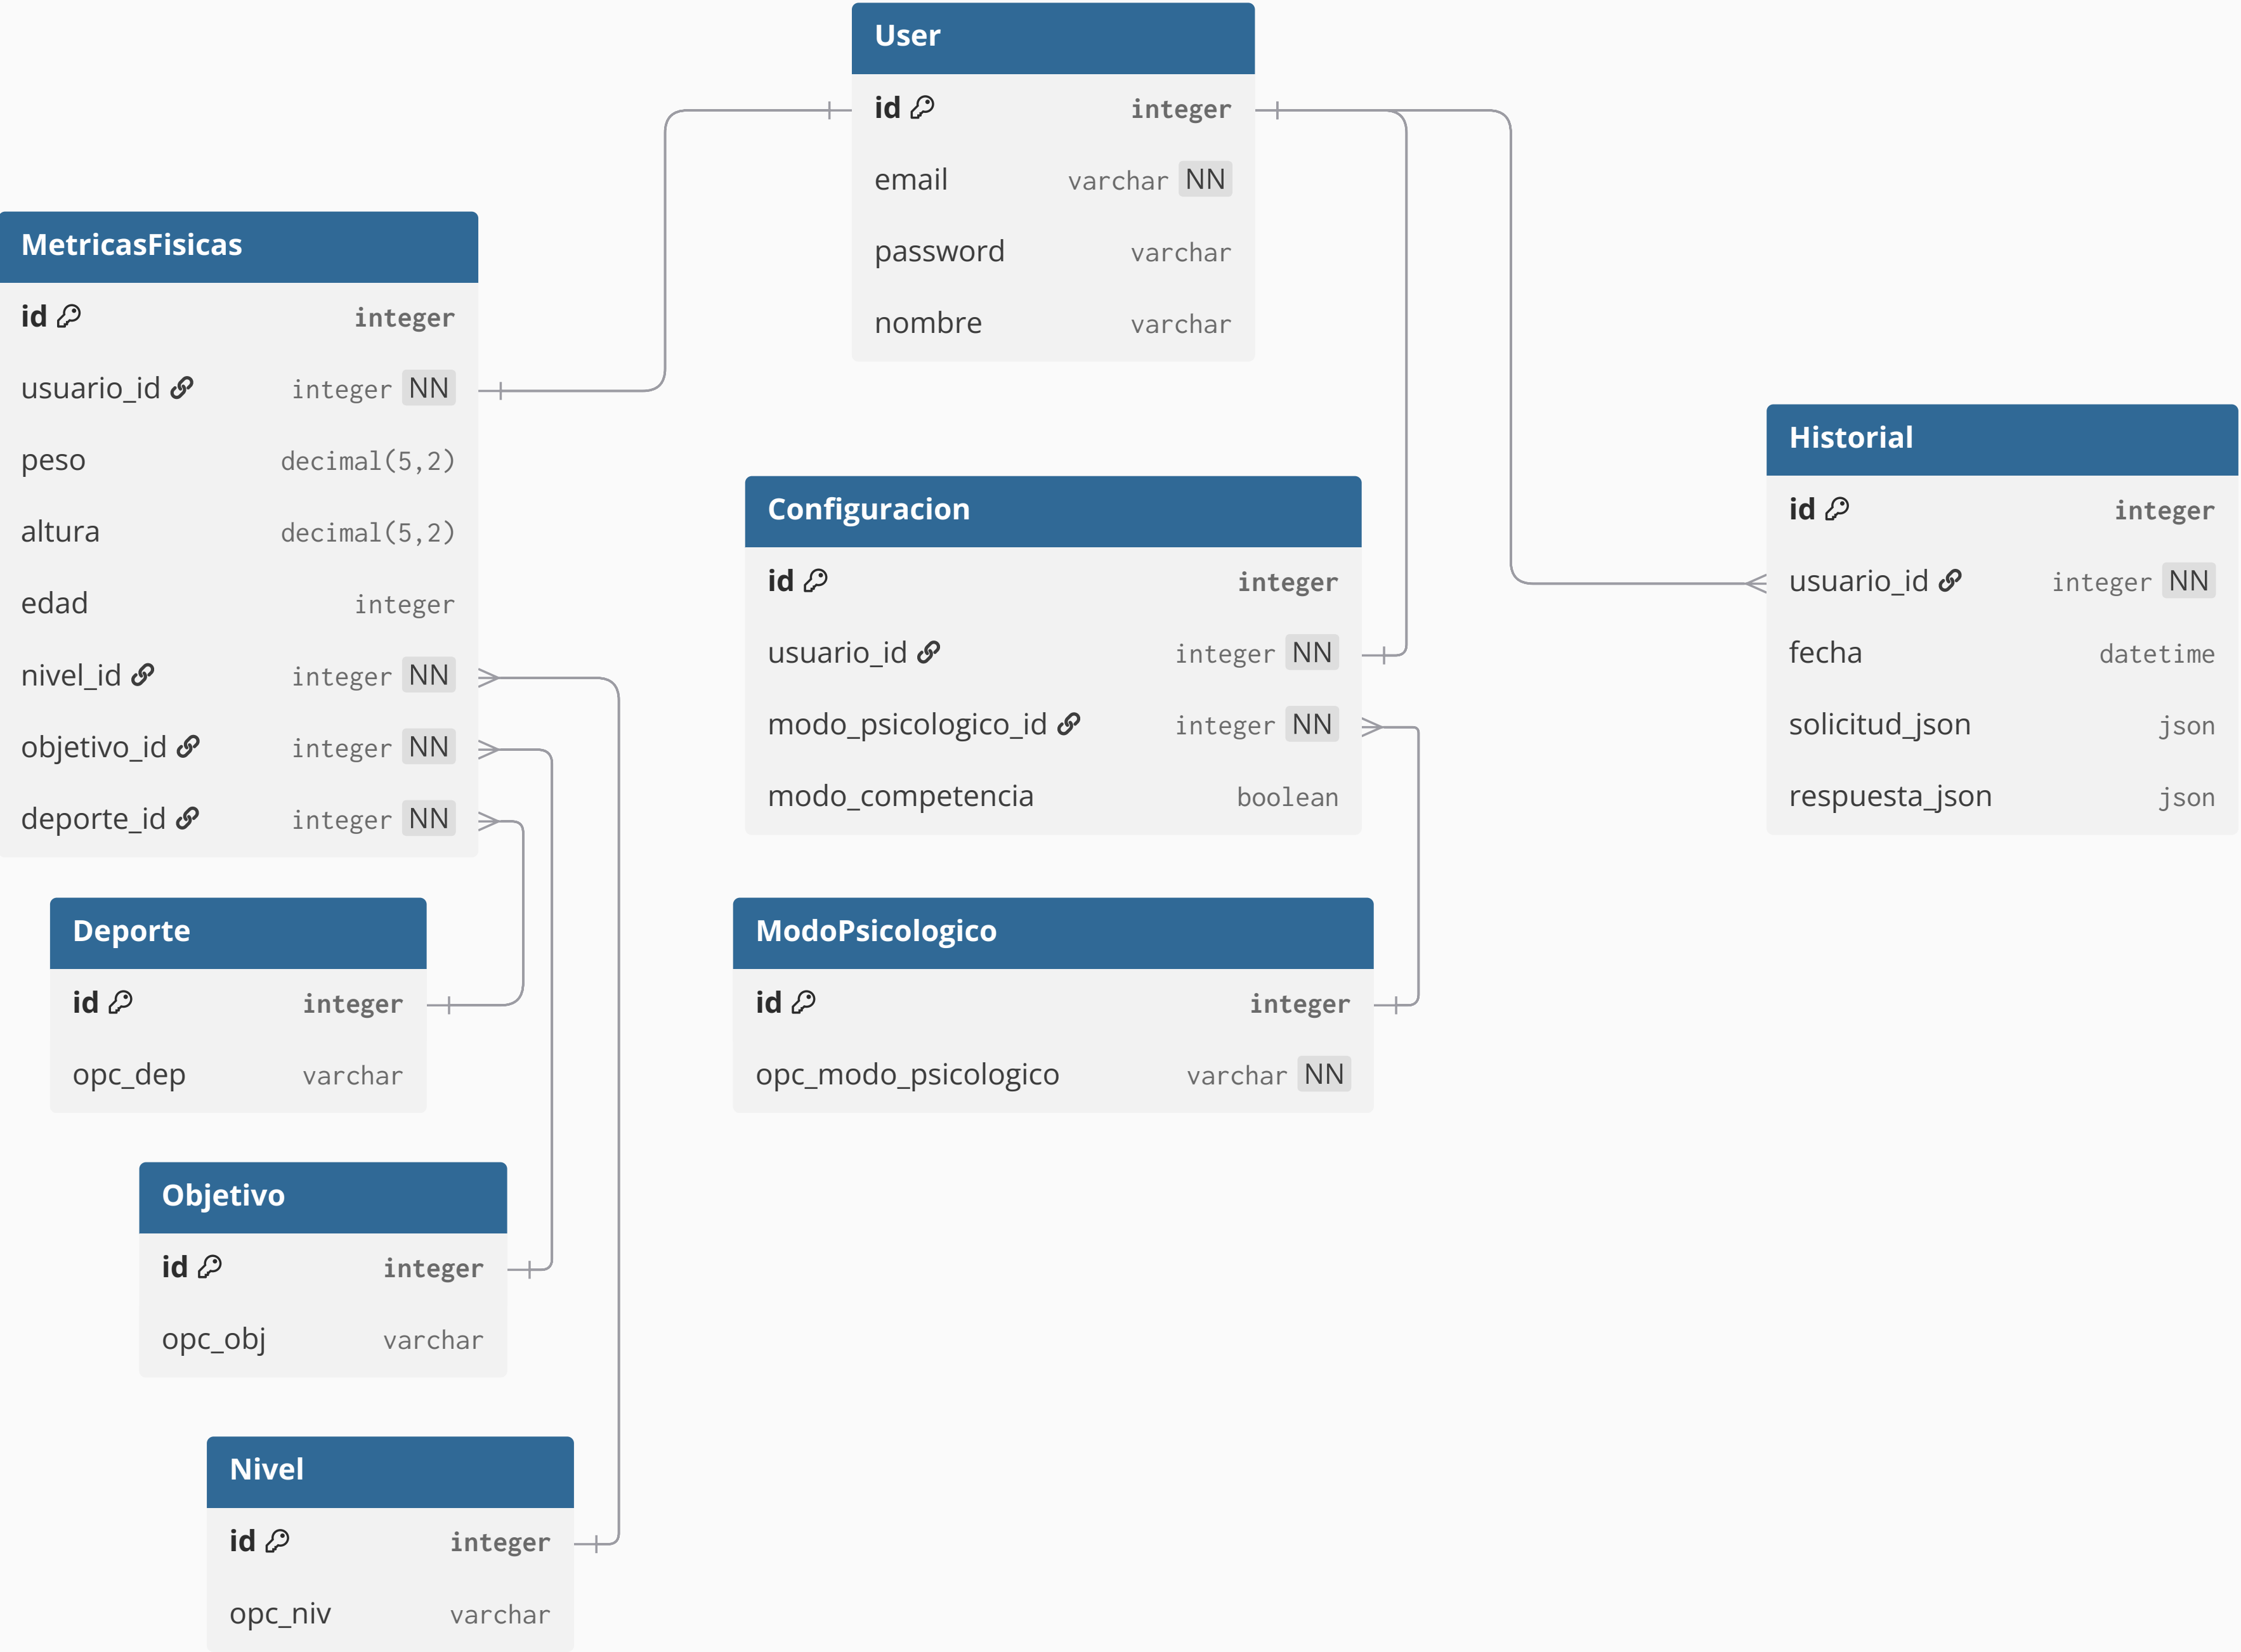 User
id integer
email varchar NN
password varchar
nombre varchar
MetricasFisicas
id integer
usuario_id integer NN
peso decimal(5,2)
altura decimal(5,2)
edad integer
nivel_id integer NN
objetivo_id integer NN
deporte_id integer NN
Configuracion
id integer
usuario_id integer NN
modo_psicologico_id integer NN
modo_competencia boolean
Historial
id integer
usuario_id integer NN
fecha datetime
solicitud_json json
respuesta_json json
Deporte
id integer
opc_dep varchar
ModoPsicologico
id integer
opc_modo_psicologico varchar NN
Objetivo
id integer
opc_obj varchar
Nivel
id integer
opc_niv varchar